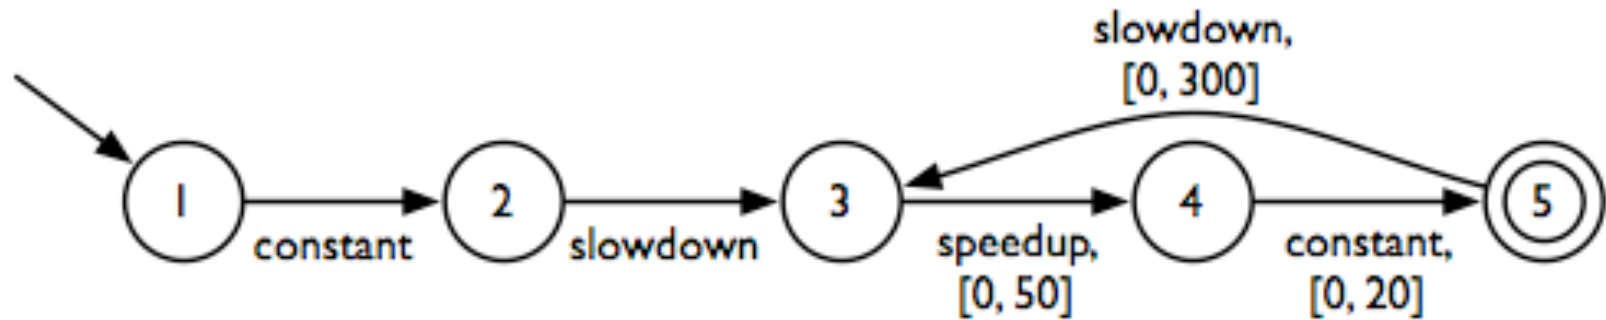 slowdown,
[0, 300]
1
2
3
4
5
constant
slowdown
speedup,
[0, 50]
constant,
[0, 20]